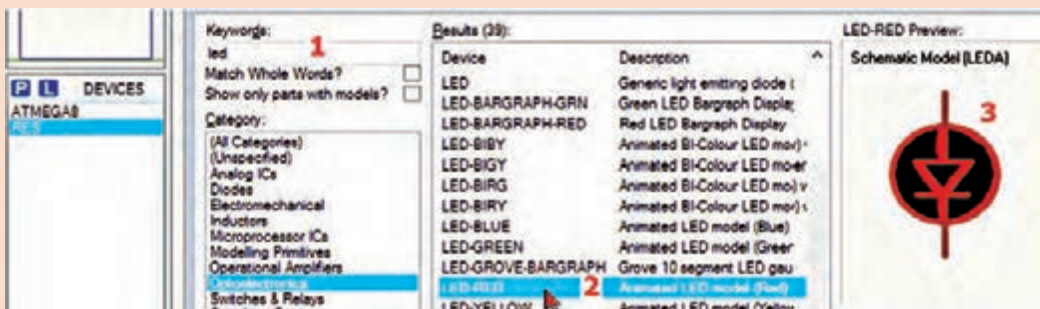 P L DEVICES
ATMEGA8
RES
Keywords:
led
1
Match Whole Words?
Show only parts with models?
Category:
(All Categories)
(Unspecified)
Analog ICs
Diodes
Electromechanical
Inductors
Microprocessor ICs
Modelling Primitives
Operational Amplifiers
Optoelectronics
Switches & Relays
Results (39):
Device Description
LED Generic light emitting diode (
LED-BARGRAPH-GRN Green LED Bargraph Display
LED-BARGRAPH-RED Red LED Bargraph Display
LED-BIBY Animated BI-Colour LED
LED-BIGY Animated BI-Colour LED
LED-BIRG Animated BI-Colour LED
LED-BIRY Animated BI-Colour LED
LED-BLUE Animated LED model (Blue)
LED-GREEN Animated LED model (Green
LED-GROVE-BARGRAPH Grove 10 segment LED gau
LED-RED 2 Animated LED model (Red)
LED-YELLOW Animated LED model (Yellow
LED-RED Preview:
Schematic Model (LEDA)
3